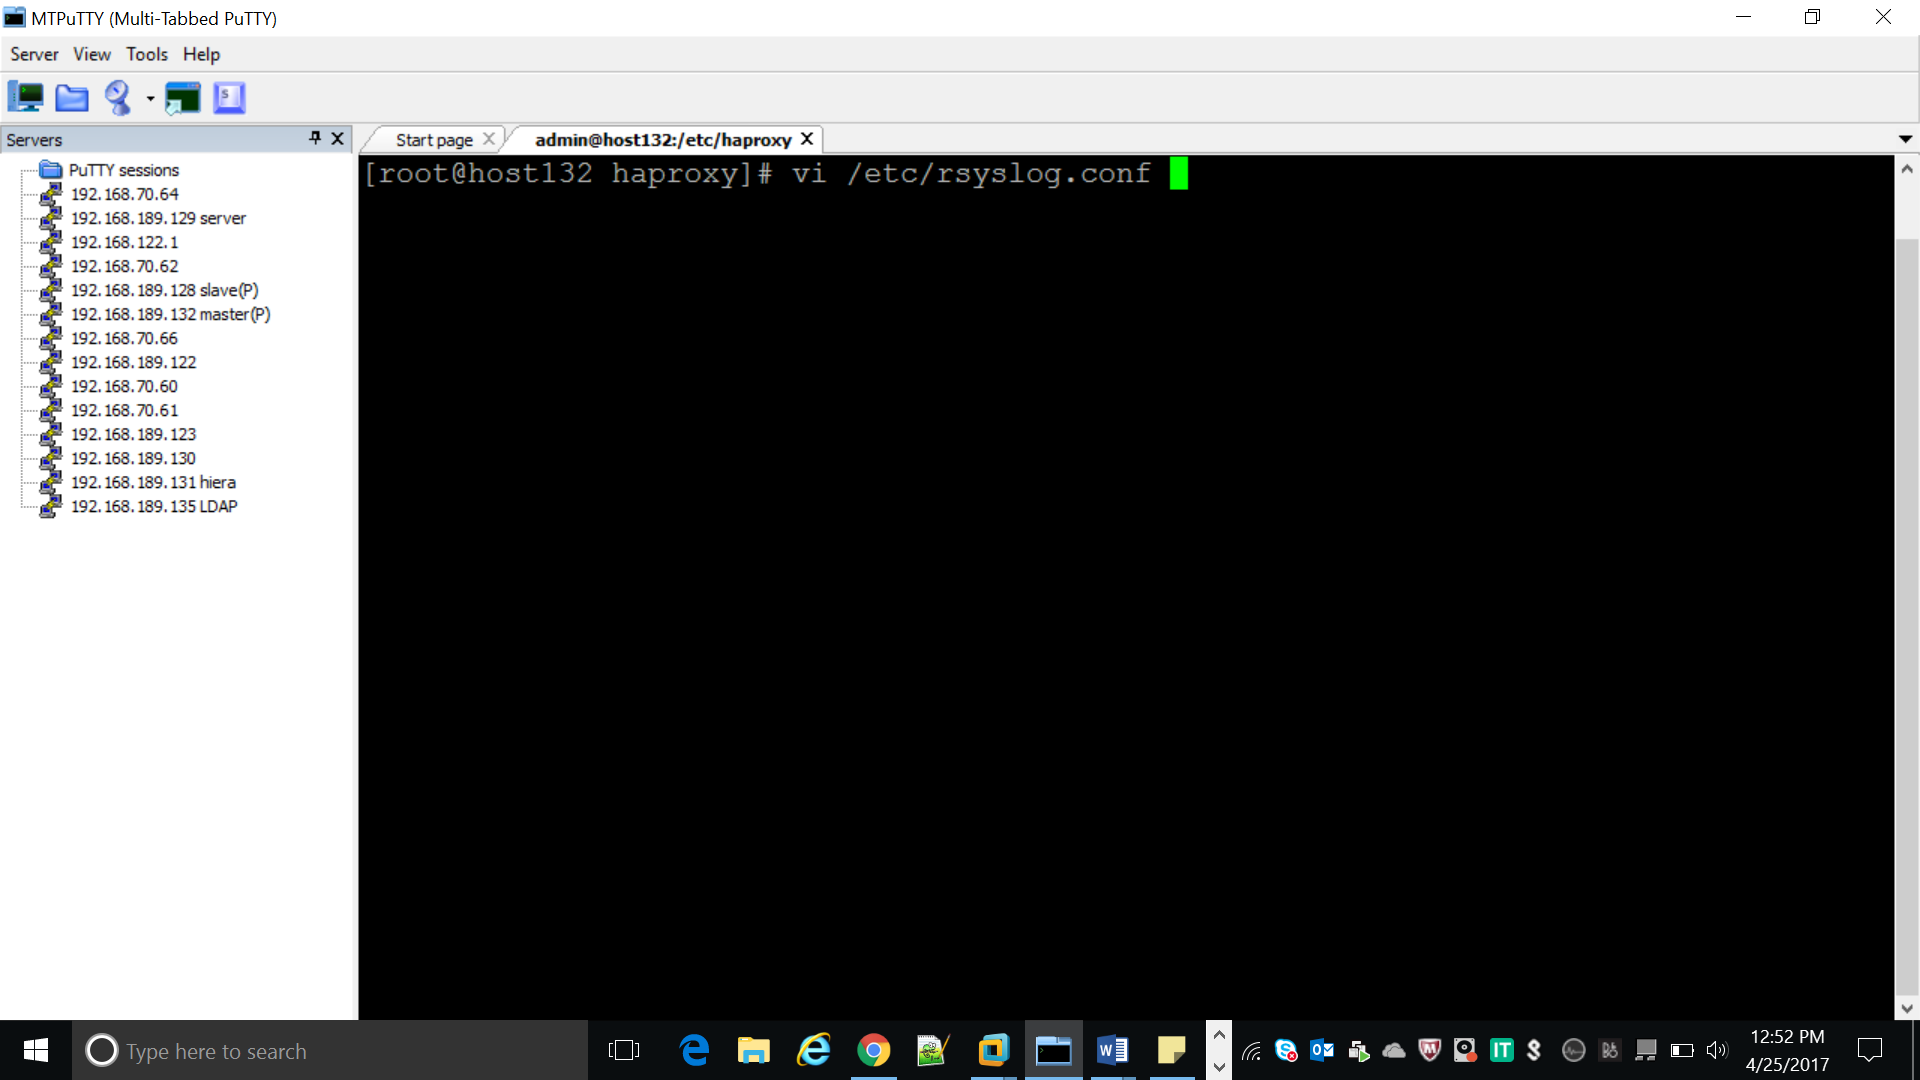 MTPuTTY (Multi-Tabbed PuTTY)
Server View Tools Help
Servers
Start page
admin@host132:/etc/haproxy
PuTTY sessions
192.168.70.64
192.168.189.129 server
192.168.122.1
192.168.70.62
192.168.189.128 slave(P)
192.168.189.132 master(P)
192.168.70.66
192.168.189.122
192.168.70.60
192.168.70.61
192.168.189.123
192.168.189.130
192.168.189.131 hiera
192.168.189.135 LDAP
[root@host132 haproxy]# vi /etc/rsyslog.conf
Type here to search
IT
12:52 PM
4/25/2017